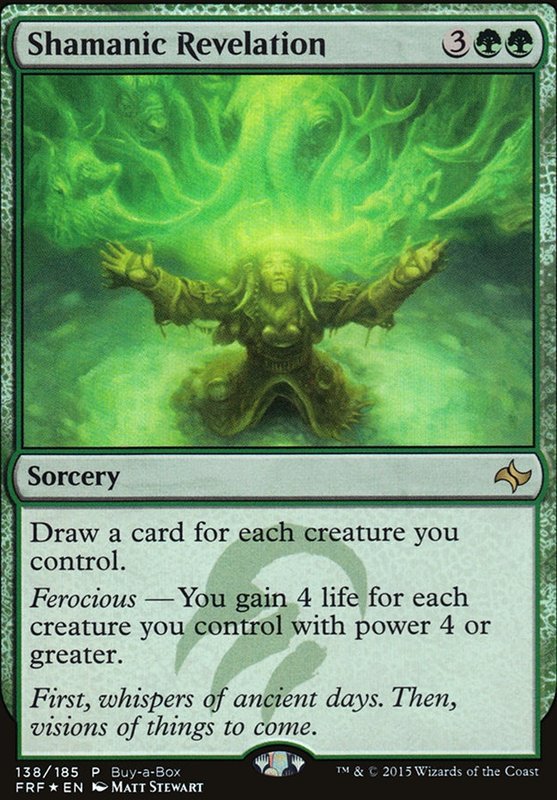 Shamanic Revelation 3
Sorcery
Draw a card for each creature you
control.
Ferocious — You gain 4 life for each
creature you control with power 4 or
greater.
First, whispers of ancient days. Then,
visions of things to come.
138/185 P Buy-a-Box
FRF ★ EN Matt Stewart
™ & © 2015 Wizards of the Coast